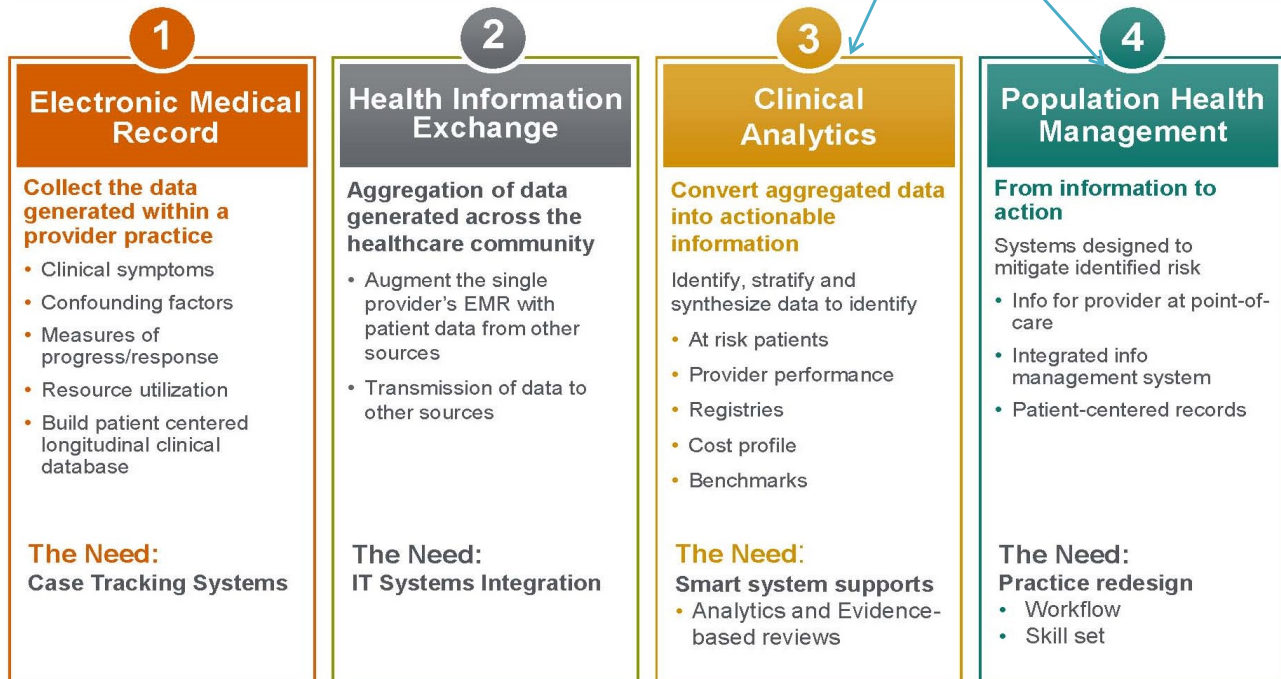 1
Electronic Medical
Record
Collect the data
generated within a
provider practice
• Clinical symptoms
• Confounding factors
• Measures of
progress/response
• Resource utilization
• Build patient centered
longitudinal clinical
database
The Need:
Case Tracking Systems
2
Health Information
Exchange
Aggregation of data
generated across the
healthcare community
• Augment the single
provider's EMR with
patient data from other
sources
• Transmission of data to
other sources
The Need:
IT Systems Integration
3
Clinical
Analytics
Convert aggregated data
into actionable
information
Identify, stratify and
synthesize data to identify
• At risk patients
• Provider performance
• Registries
• Cost profile
• Benchmarks
The Need:
Smart system supports
• Analytics and Evidence-
based reviews
4
Population Health
Management
From information to
action
Systems designed to
mitigate identified risk
• Info for provider at point-of-
care
• Integrated info
management system
• Patient-centered records
The Need:
Practice redesign
• Workflow
• Skill set